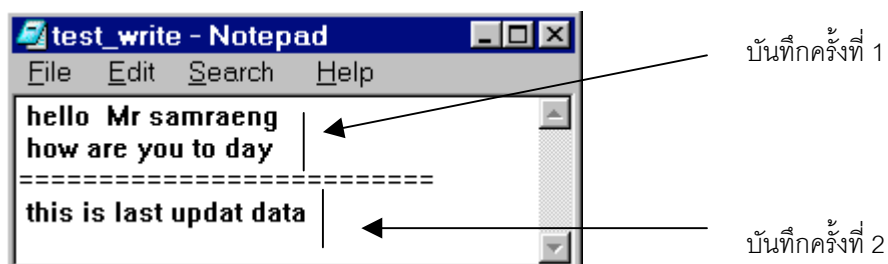 test_write - Notepad
บันทึกครั้งที่ 1
File Edit Search Help
hello Mr samraeng
how are you to day
==========================
this is last updat data
บันทึกครั้งที่ 2